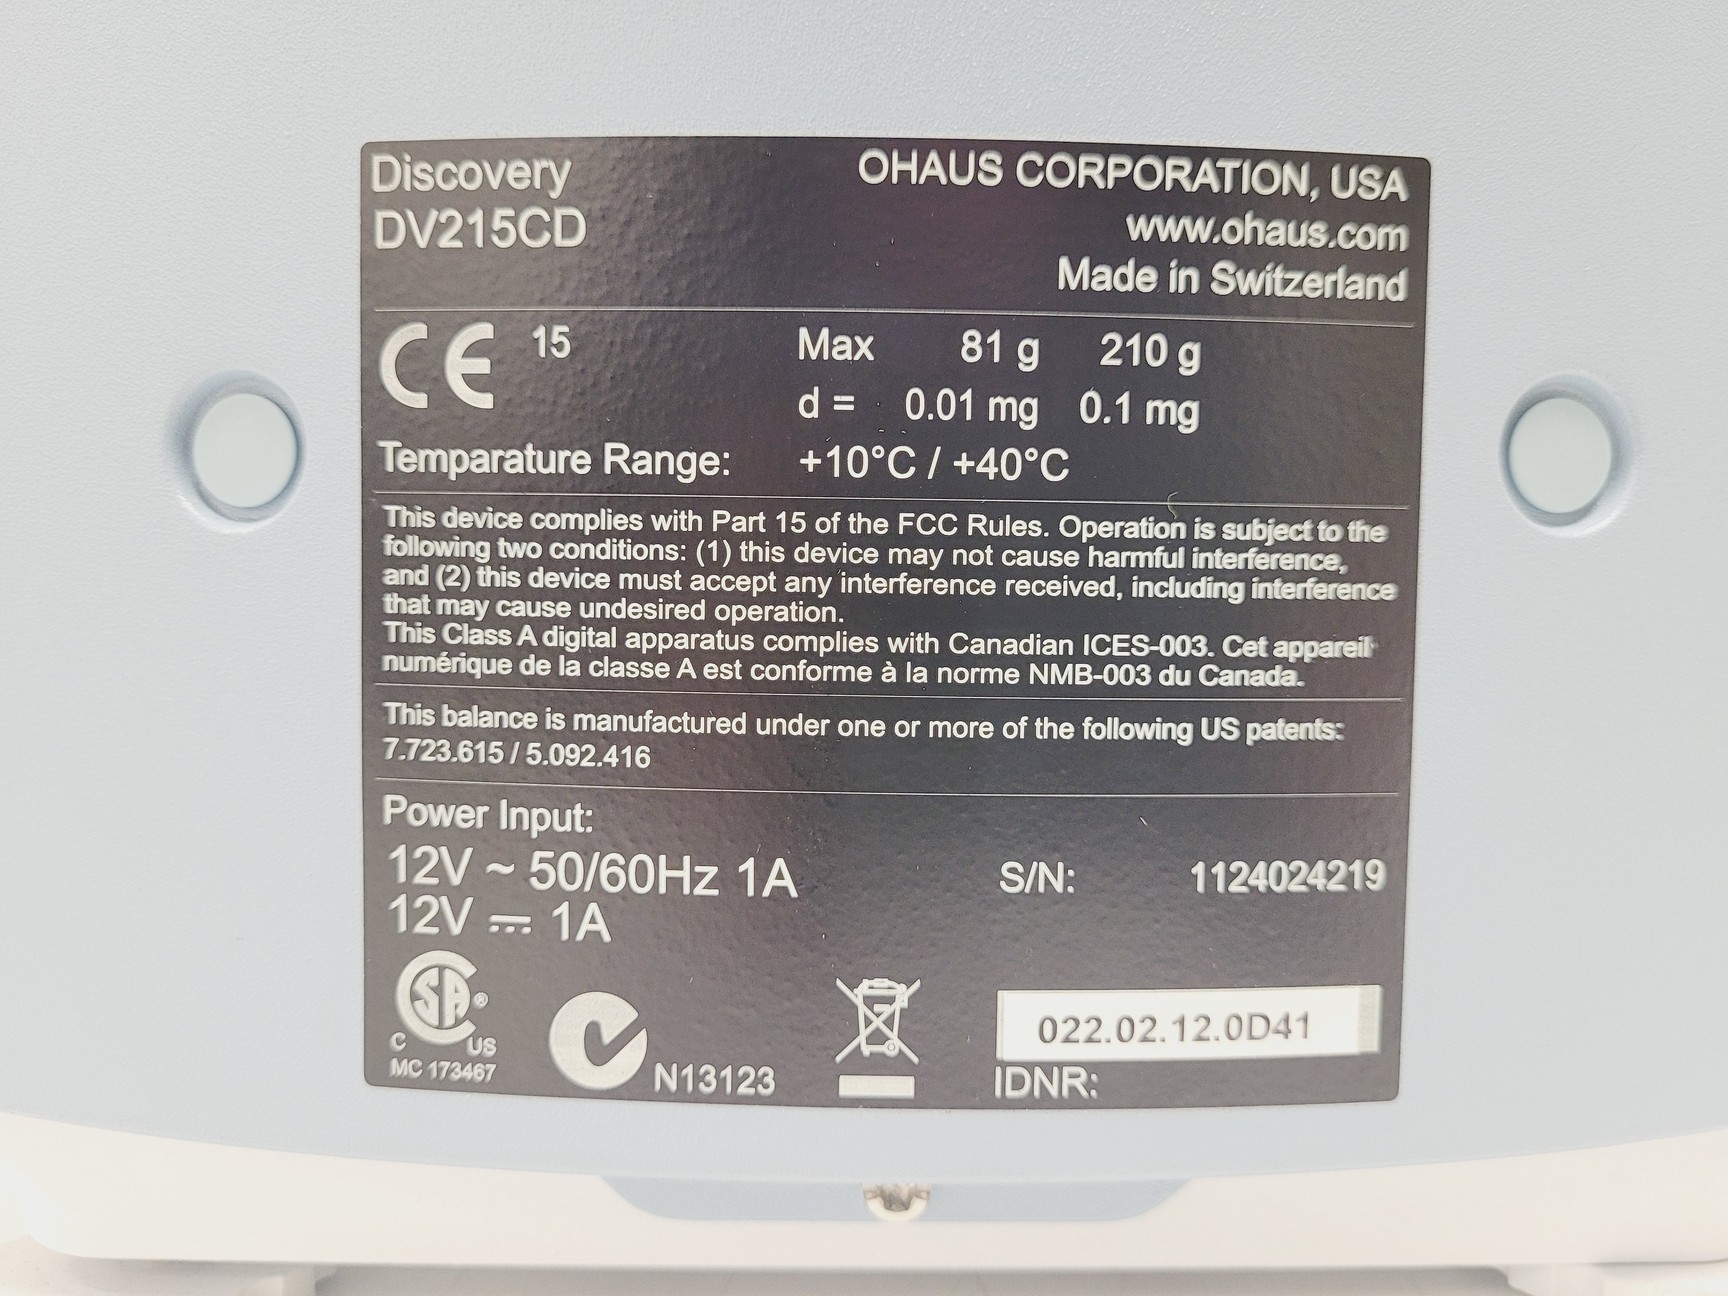 Discovery
DV215CD
OHAUS CORPORATION, USA
www.ohaus.com
Made in Switzerland
CE 15
Max 81 g 210 g
d = 0.01 mg 0.1 mg
Temparature Range: +10°C / +40°C
This device complies with Part 15 of the FCC Rules. Operation is subject to the
following two conditions: (1) this device may not cause harmful interference,
and (2) this device must accept any interference received, including interference
that may cause undesired operation.
This Class A digital apparatus complies with Canadian ICES-003. Cet appareil
numérique de la classe A est conforme à la norme NMB-003 du Canada.
This balance is manufactured under one or more of the following US patents:
7.723.615 / 5.092.416
Power Input:
12V ~ 50/60Hz 1A
12V ⎓ 1A
S/N: 1124024219
SA ®
C US
MC 173467
N13123
022.02.12.0D41
IDNR: